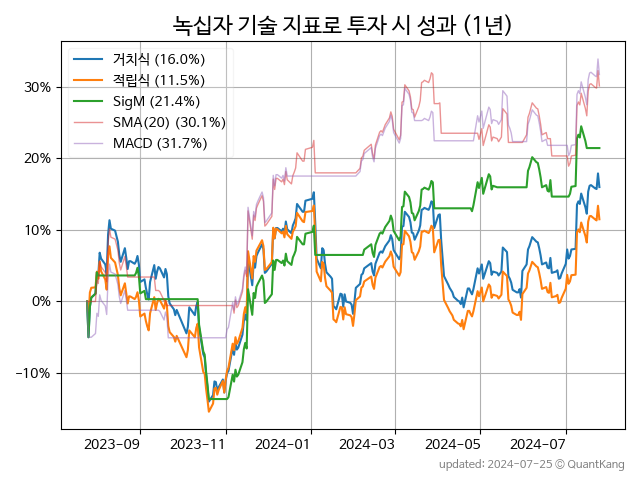 녹십자 기술 지표로 투자 시 성과 (1년)
거치식 (16.0%)
적립식 (11.5%)
SigM (21.4%)
SMA(20) (30.1%)
MACD (31.7%)
30%
20%
10%
0%
−10%
2023-09 2023-11 2024-01 2024-03 2024-05 2024-07
updated: 2024-07-25 © QuantKang